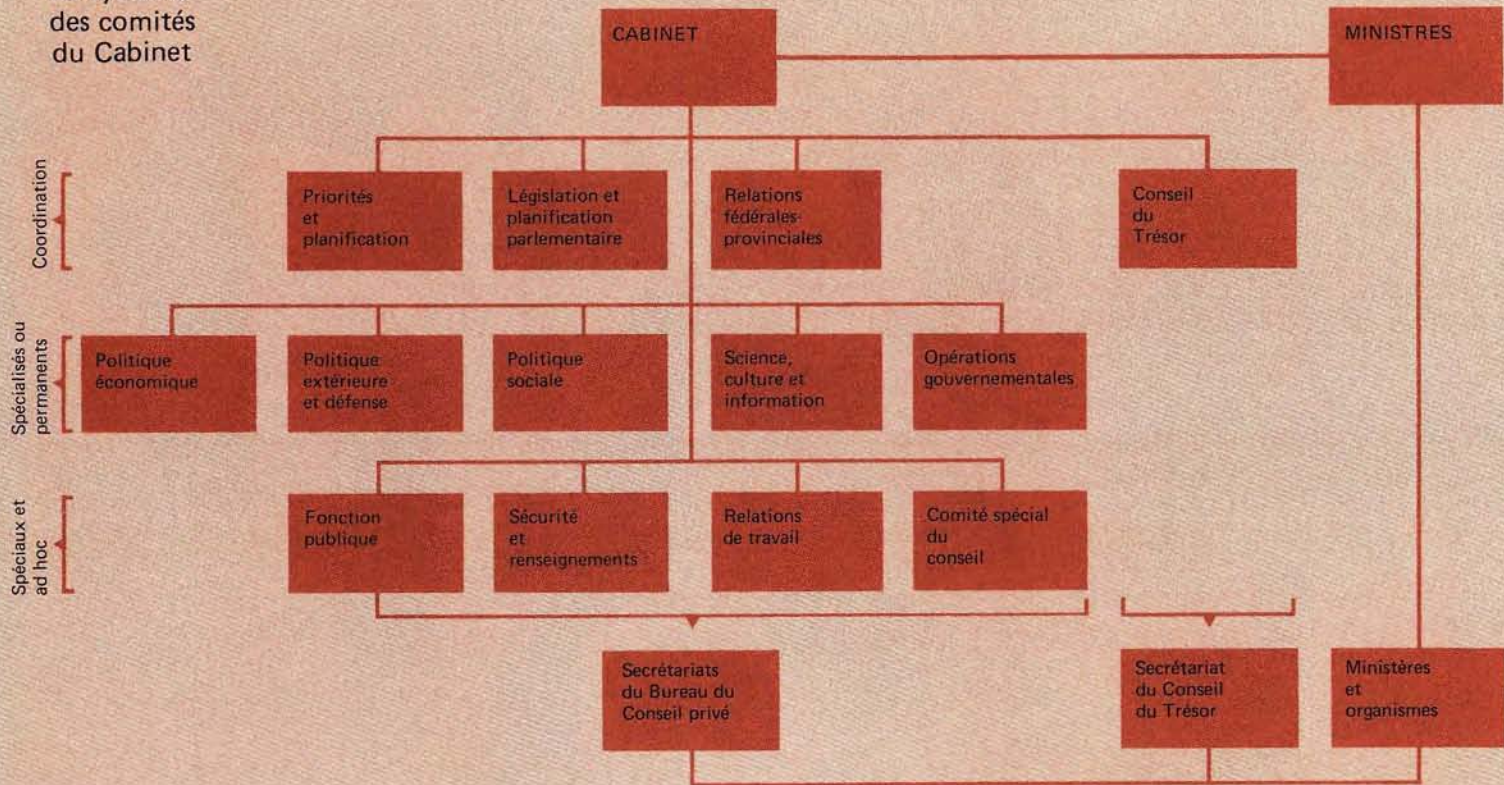 des comités
du Cabinet
CABINET
MINISTRES
Coordination
Priorités
et
planification
Législation et
planification
parlementaire
Relations
fédérales-
provinciales
Conseil
du
Trésor
Spécialisés ou
permanents
Politique
économique
Politique
extérieure
et défense
Politique
sociale
Science,
culture et
information
Opérations
gouvernementales
Spéciaux et
ad hoc
Fonction
publique
Sécurité
et
renseignements
Relations
de travail
Comité spécial
du
conseil
Secrétariats
du Bureau du
Conseil privé
Secrétariat
du Conseil
du Trésor
Ministères
et
organismes